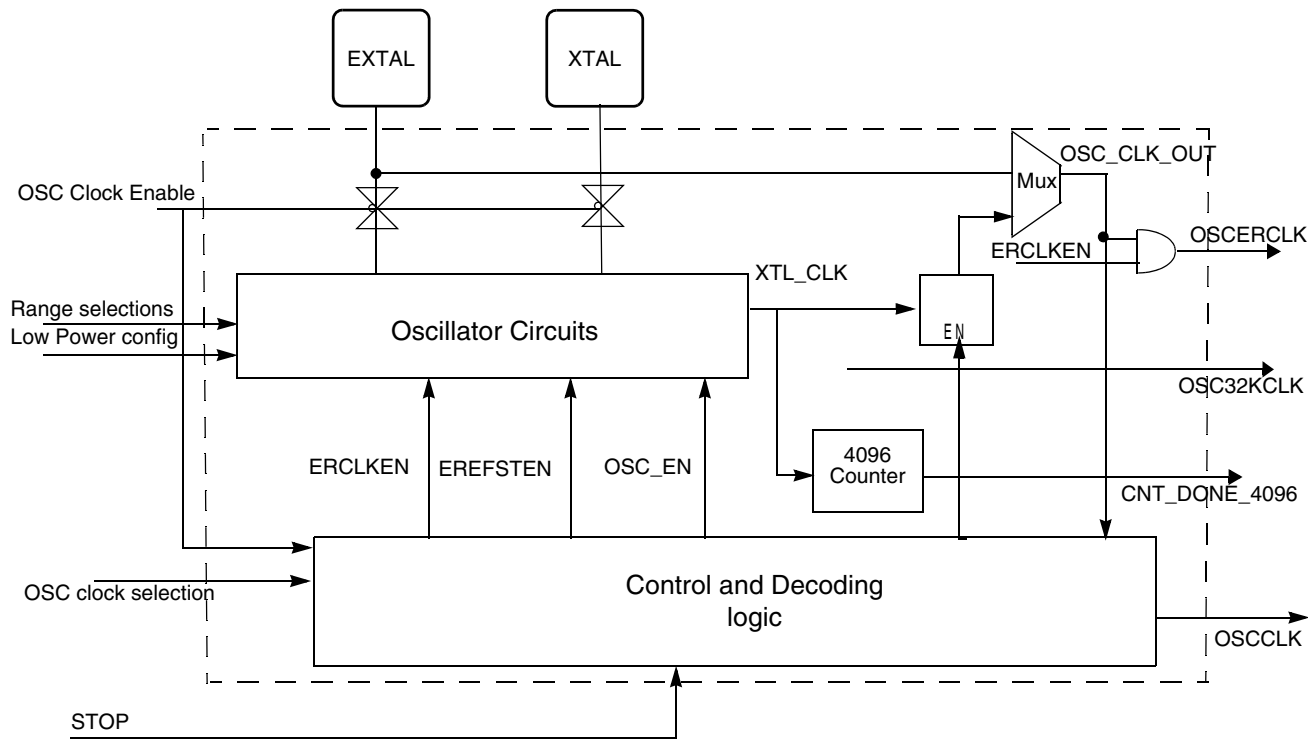 EXTAL
XTAL
OSC_CLK_OUT
Mux
OSC Clock Enable
OSCERCLK
ERCLKEN
XTL_CLK
Range selections
Oscillator Circuits
Low Power config
EN
OSC32KCLK
4096
Counter
ERCLKEN
EREFSTEN
OSC_EN
CNT_DONE_4096
Control and Decoding
logic
OSC clock selection
OSCCLK
STOP